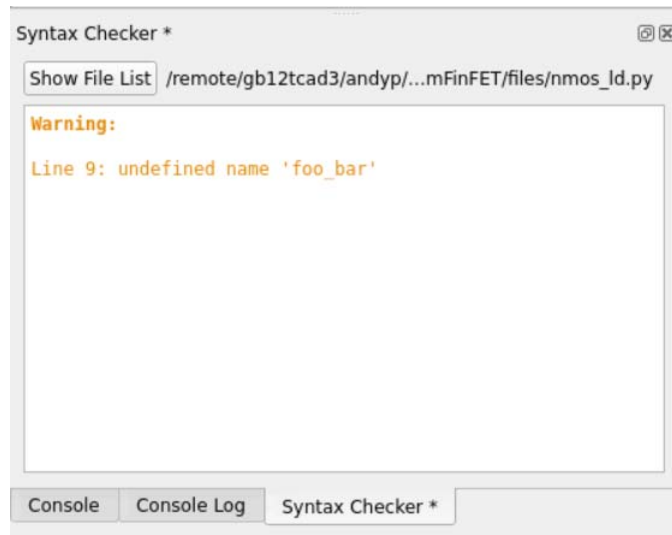 Syntax Checker *
Show File List /remote/gb12tcad3/andyp/...mFinFET/files/nmos_ld.py
Warning:
Line 9: undefined name 'foo_bar'
Console Console Log Syntax Checker *